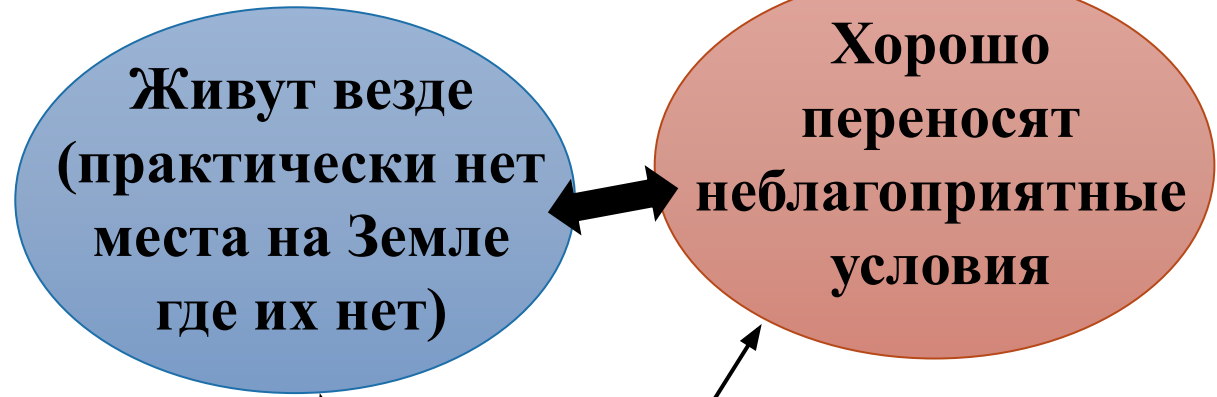 Живут везде
(практически нет
места на Земле
где их нет)
Хорошо
переносят
неблагоприятные
условия